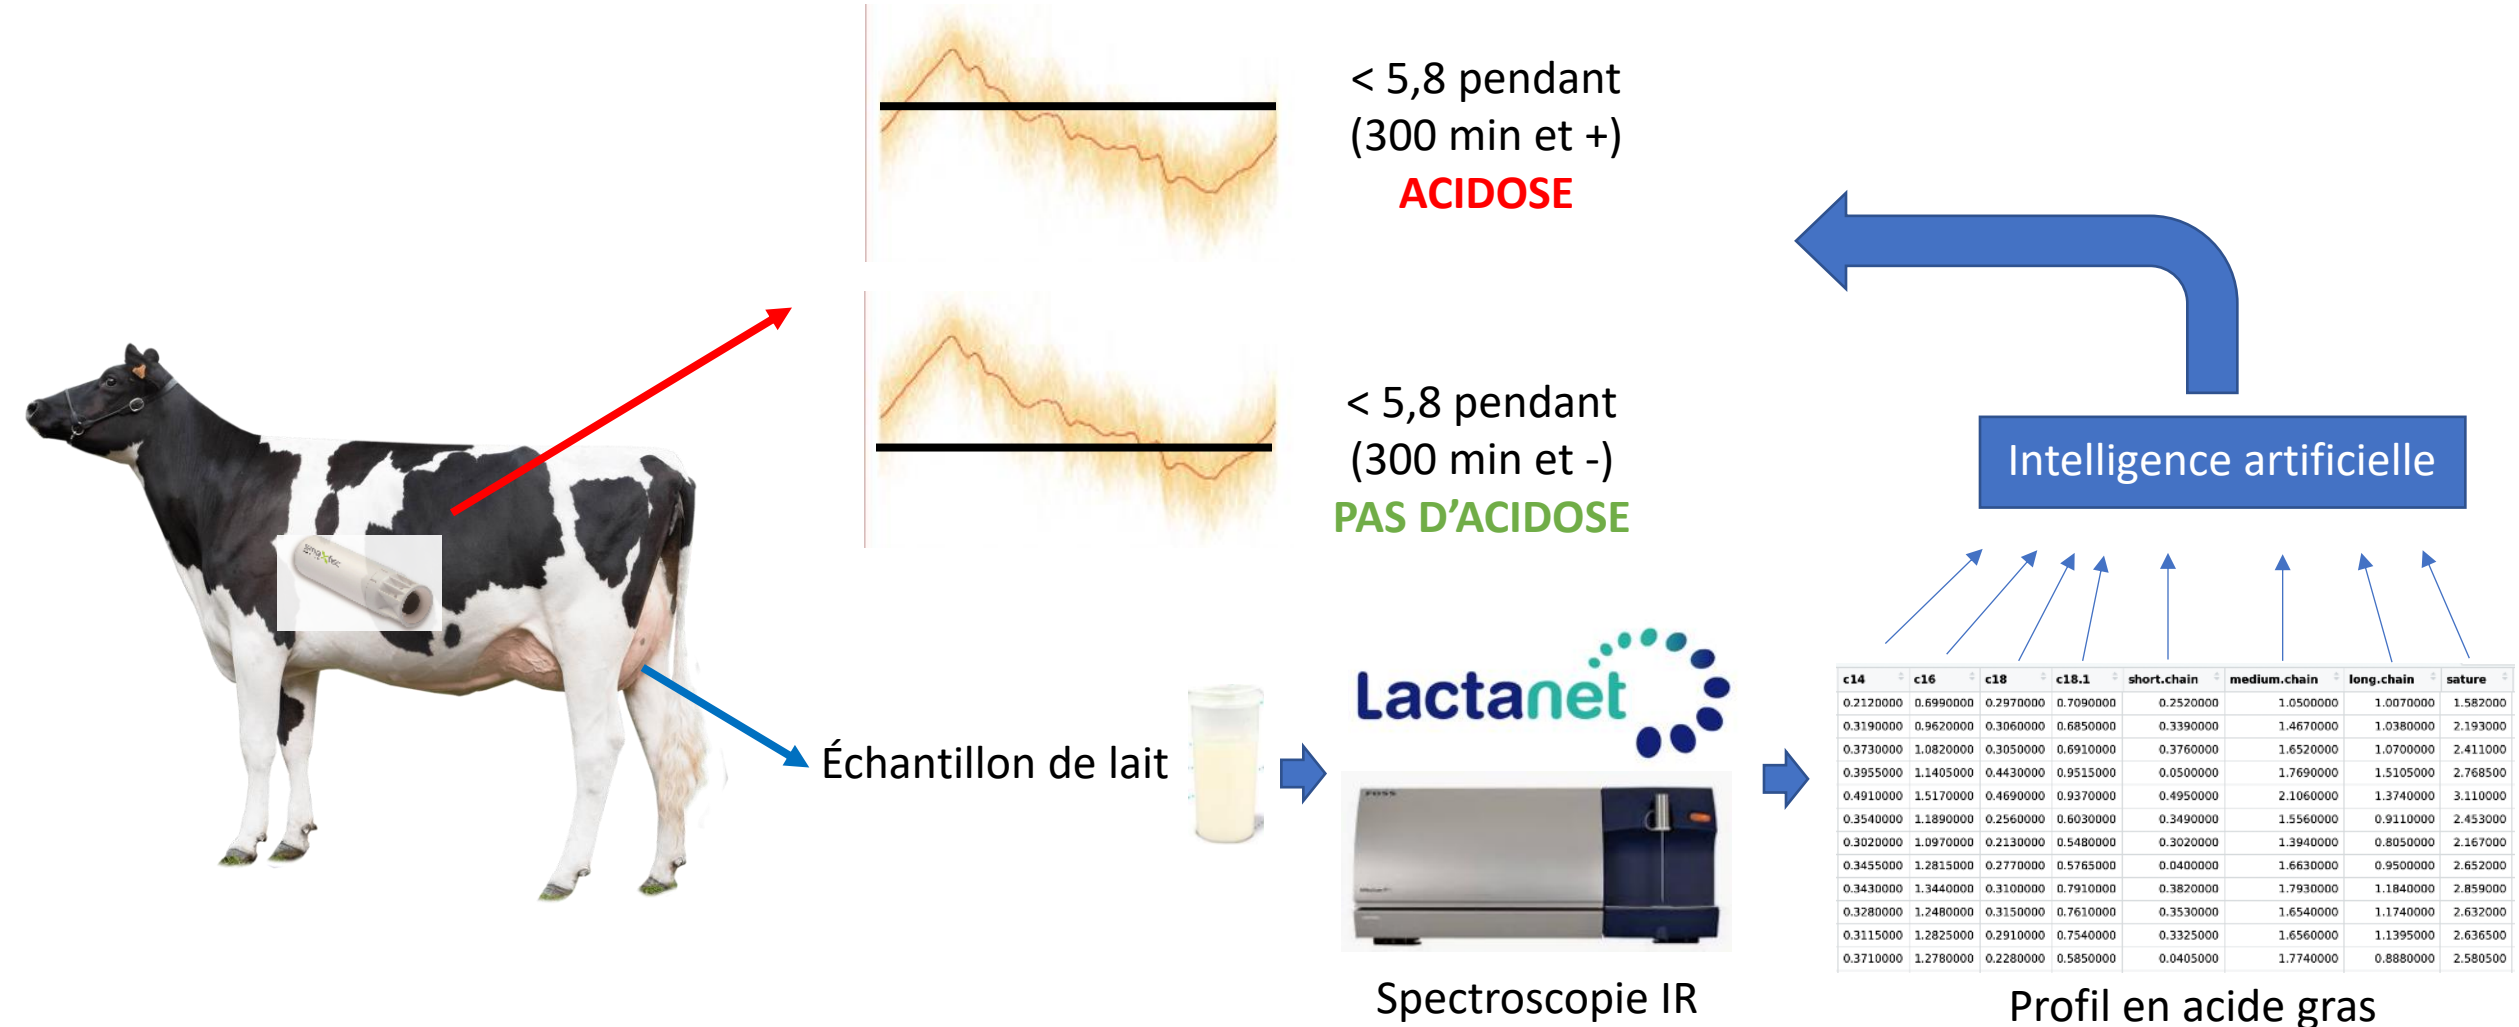 < 5,8 pendant
(300 min et +)
ACIDOSE
< 5,8 pendant
(300 min et -)
PAS D’ACIDOSE
Intelligence artificielle
Lactanet
Échantillon de lait
FOSS
Spectroscopie IR
c14 c16 c18 c18.1 short.chain medium.chain long.chain sature
0.2120000 0.6990000 0.2970000 0.7090000 0.2520000 1.0500000 1.0070000 1.582000
0.3190000 0.9620000 0.3060000 0.6850000 0.3390000 1.4670000 1.0380000 2.193000
0.3730000 1.0820000 0.3050000 0.6910000 0.3760000 1.6520000 1.0700000 2.411000
0.3955000 1.1405000 0.4430000 0.9515000 0.0500000 1.7690000 1.5105000 2.768500
0.4910000 1.5170000 0.4690000 0.9370000 0.4950000 2.1060000 1.3740000 3.110000
0.3540000 1.1890000 0.2560000 0.6030000 0.3490000 1.5560000 0.9110000 2.453000
0.3020000 1.0970000 0.2130000 0.5480000 0.3020000 1.3940000 0.8050000 2.167000
0.3455000 1.2815000 0.2770000 0.5765000 0.0400000 1.6630000 0.9500000 2.652000
0.3430000 1.3440000 0.3100000 0.7910000 0.3820000 1.7930000 1.1840000 2.859000
0.3280000 1.2480000 0.3150000 0.7610000 0.3530000 1.6540000 1.1740000 2.632000
0.3115000 1.2825000 0.2910000 0.7540000 0.3325000 1.6560000 1.1395000 2.636500
0.3710000 1.2780000 0.2280000 0.5850000 0.0405000 1.7740000 0.8880000 2.580500
Profil en acide gras